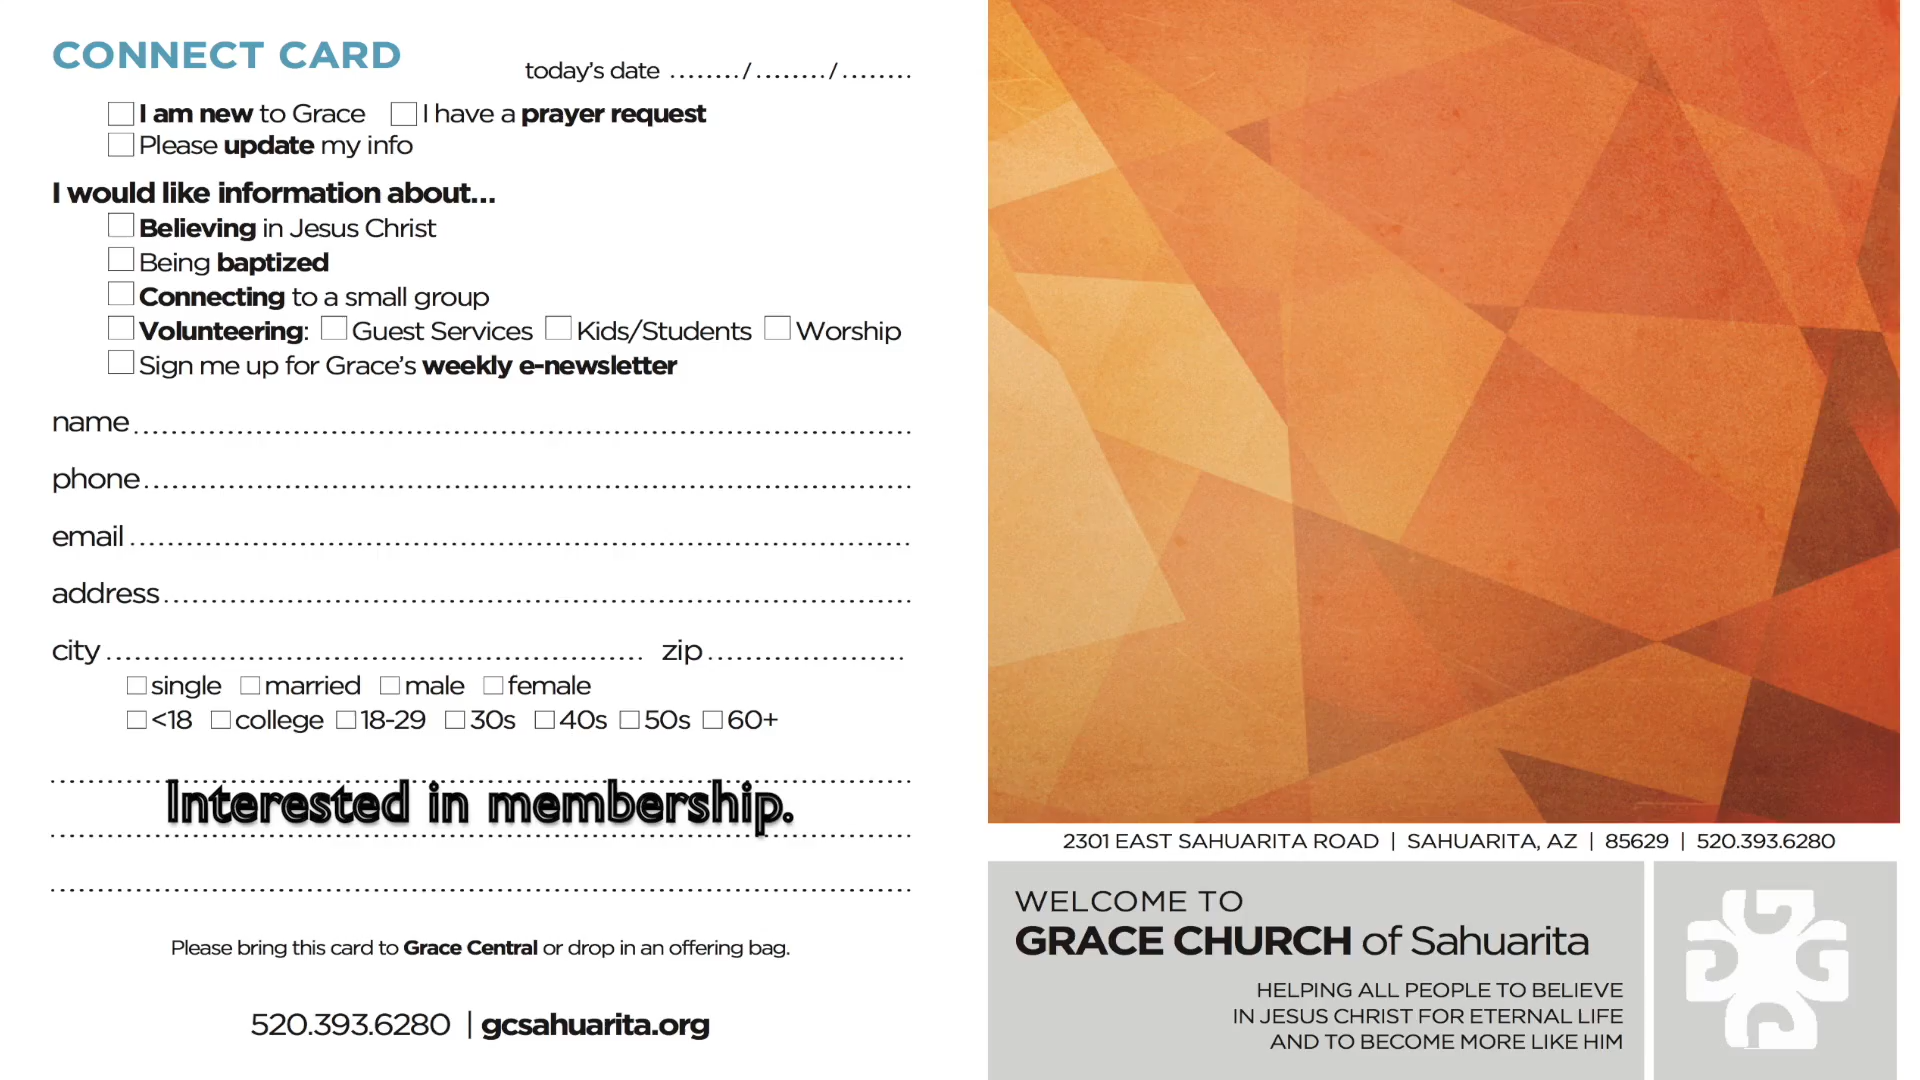 CONNECT CARD
today's date ......../......../........
I am new to Grace I have a prayer request
Please update my info
I would like information about...
Believing in Jesus Christ
Being baptized
Connecting to a small group
Volunteering: Guest Services Kids/Students Worship
Sign me up for Grace's weekly e-newsletter
name
phone
email
address
city zip
single married male female
<18 college 18-29 30s 40s 50s 60+
Interested in membership.
Please bring this card to Grace Central or drop in an offering bag.
520.393.6280 | gcsahuarita.org
2301 EAST SAHUARITA ROAD | SAHUARITA, AZ | 85629 | 520.393.6280
WELCOME TO
GRACE CHURCH of Sahuarita
HELPING ALL PEOPLE TO BELIEVE
IN JESUS CHRIST FOR ETERNAL LIFE
AND TO BECOME MORE LIKE HIM